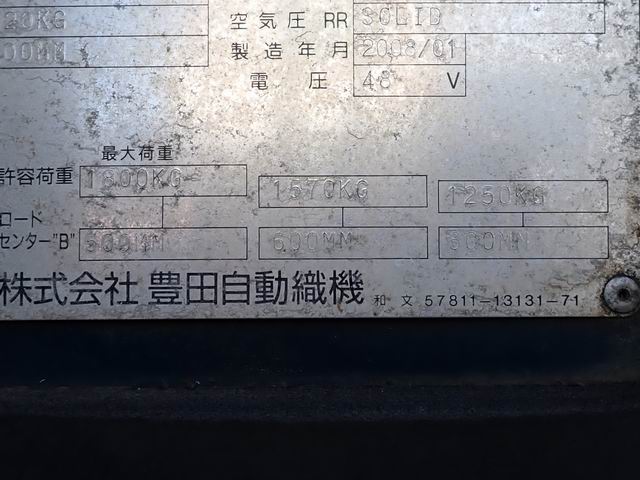 20KG 空気圧 RR SOLID
00MM 製造年月 2008/01
電圧 48 V
最大荷重
許容荷重 1800KG 1570KG 1250KG
ロード
センター"B" 500MM 600MM 800MM
株式会社 豊田自動織機 和文 57811-13131-71